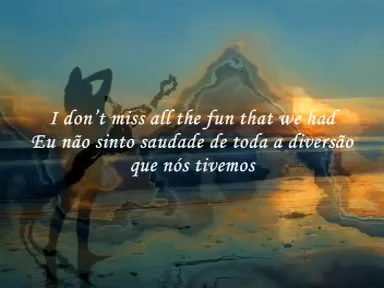 I don't miss all the fun that we had
Eu não sinto saudade de toda a diversão
que nós tivemos